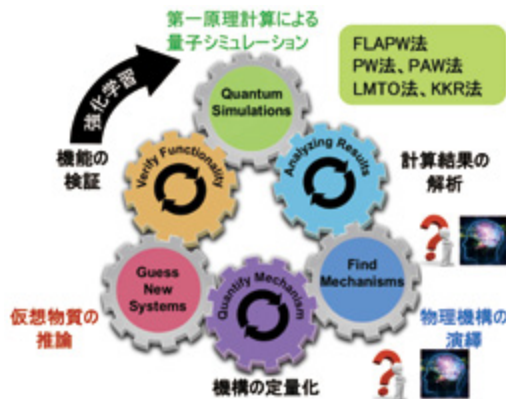 第一原理計算による
量子シミュレーション
FLAPW法
PW法、PAW法
LMTO法、KKR法
強化学習
Quantum
Simulations
機能の
検証
Verify Functionality
Analyzing Results
計算結果の
解析
Guess
New
Systems
Quantify Mechanism
Find
Mechanisms
仮想物質の
推論
物理機構の
演繹
機構の定量化